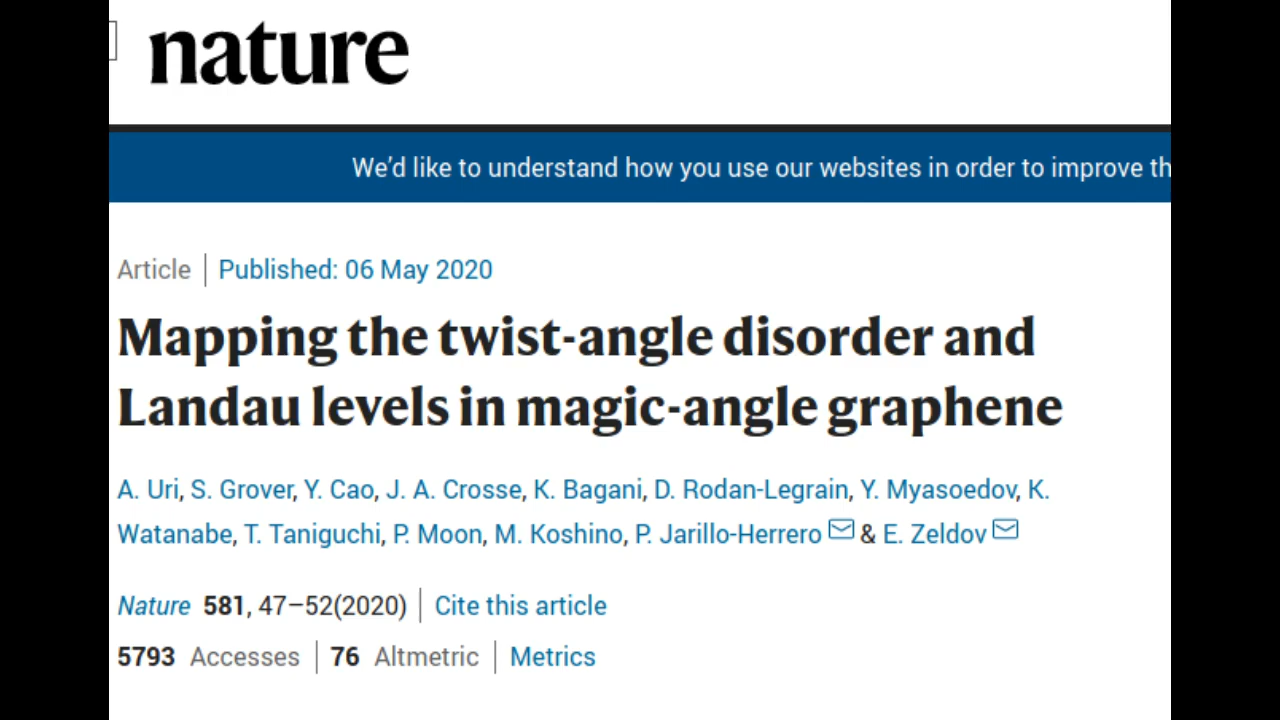 nature
We'd like to understand how you use our websites in order to improve th
Article | Published: 06 May 2020
Mapping the twist-angle disorder and
Landau levels in magic-angle graphene
A. Uri, S. Grover, Y. Cao, J. A. Crosse, K. Bagani, D. Rodan-Legrain, Y. Myasoedov, K.
Watanabe, T. Taniguchi, P. Moon, M. Koshino, P. Jarillo-Herrero & E. Zeldov
Nature 581, 47–52(2020) | Cite this article
5793 Accesses | 76 Altmetric | Metrics